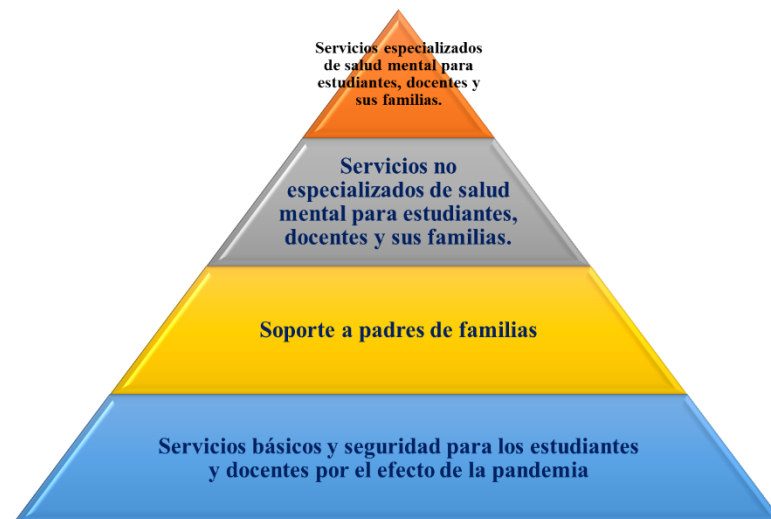 Servicios especializados
de salud mental para
estudiantes, docentes y
sus familias.
Servicios no
especializados de salud
mental para estudiantes,
docentes y sus familias.
Soporte a padres de familias
Servicios básicos y seguridad para los estudiantes
y docentes por el efecto de la pandemia